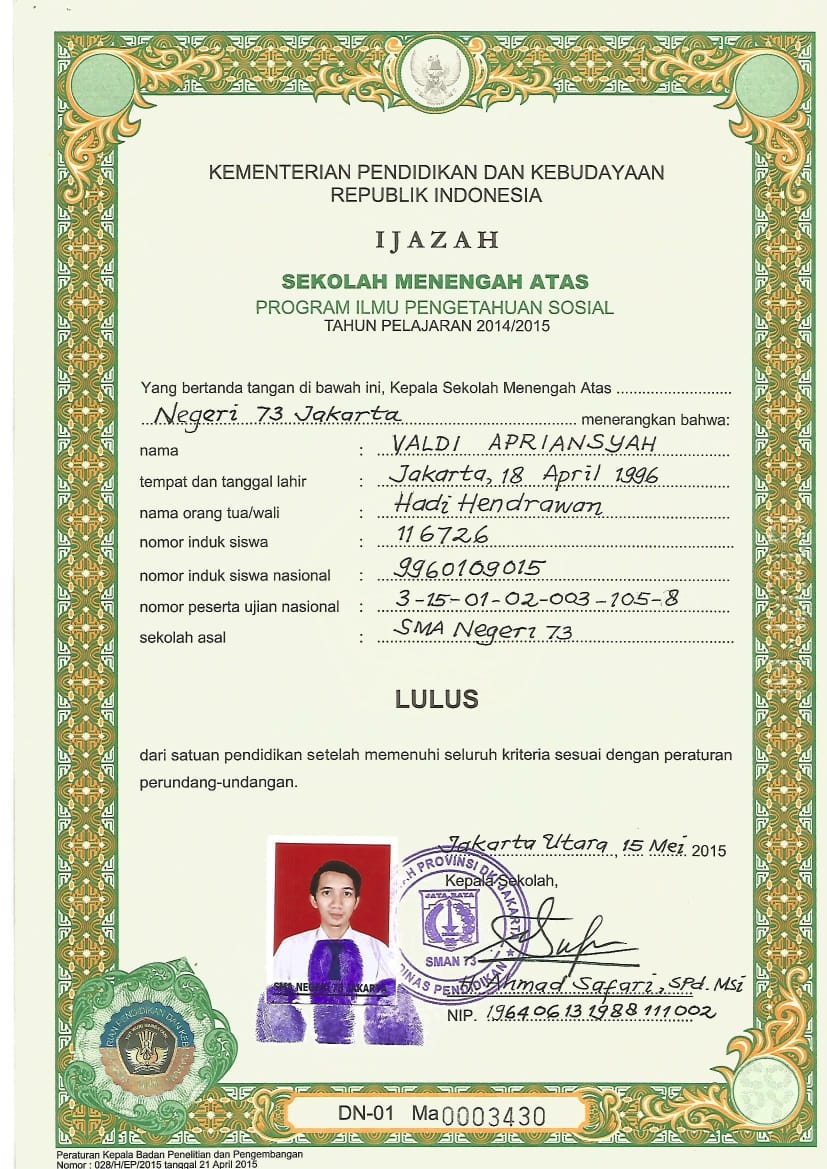 KEMENTERIAN PENDIDIKAN DAN KEBUDAYAAN
REPUBLIK INDONESIA
IJAZAH
SEKOLAH MENENGAH ATAS
PROGRAM ILMU PENGETAHUAN SOSIAL
TAHUN PELAJARAN 2014/2015
Yang bertanda tangan di bawah ini, Kepala Sekolah Menengah Atas
Negeri 73 Jakarta menerangkan bahwa:
nama : VALDI APRIANSYAH
tempat dan tanggal lahir : Jakarta, 18 April 1996
nama orang tua/wali : Hadi Hendrawan
nomor induk siswa : 116726
nomor induk siswa nasional : 9960109015
nomor peserta ujian nasional : 3-15-01-02-003-105-8
sekolah asal : SMA Negeri 73
LULUS
dari satuan pendidikan setelah memenuhi seluruh kriteria sesuai dengan peraturan
perundang-undangan.
Jakarta Utara, 15 Mei 2015
Kepala Sekolah,
H. Ahmad Safari, SPd. MSi
NIP. 196406131988111002
PROVINSI DKI JAKARTA
JAYA RAYA
SMAN 73
DINAS PENDIDIKAN
SMA NEGERI 73 JAKARTA
PENDIDIKAN DAN
DN-01 Ma 0003430
Peraturan Kepala Badan Penelitian dan Pengembangan
Nomor : 028/H/EP/2015 tanggal 21 April 2015